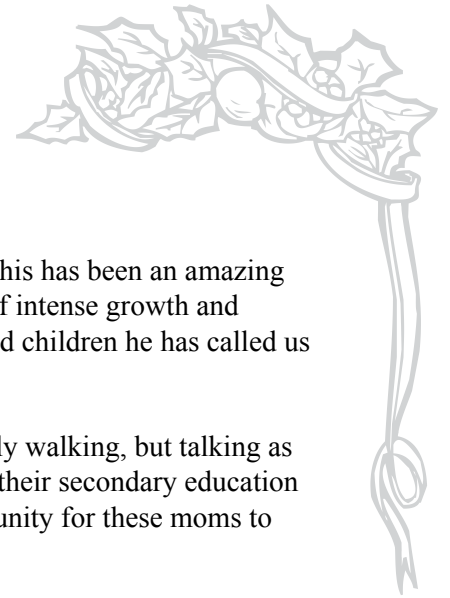 his has been an amazing
f intense growth and
d children he has called us
ly walking, but talking as
their secondary education
unity for these moms to